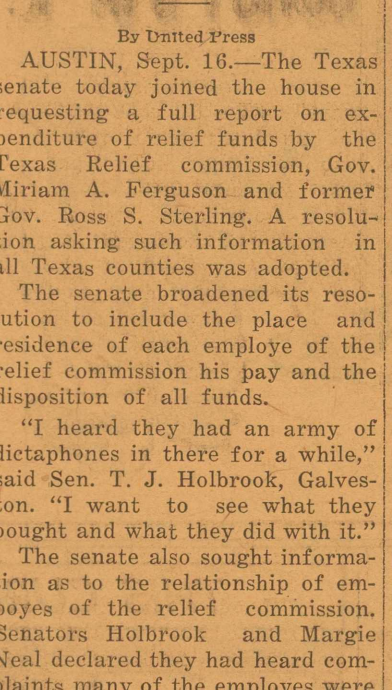 By United Press
AUSTIN, Sept. 16.—The Texas
senate today joined the house in
requesting a full report on ex-
penditure of relief funds by the
Texas Relief commission, Gov.
Miriam A. Ferguson and former
Gov. Ross S. Sterling. A resolu-
tion asking such information in
all Texas counties was adopted.
The senate broadened its reso-
lution to include the place and
residence of each employe of the
relief commission his pay and the
disposition of all funds.
"I heard they had an army of
dictaphones in there for a while,"
said Sen. T. J. Holbrook, Galves-
ton. "I want to see what they
bought and what they did with it."
The senate also sought informa-
tion as to the relationship of em-
poyes of the relief commission.
Senators Holbrook and Margie
Neal declared they had heard com-
plaints many of the employes were